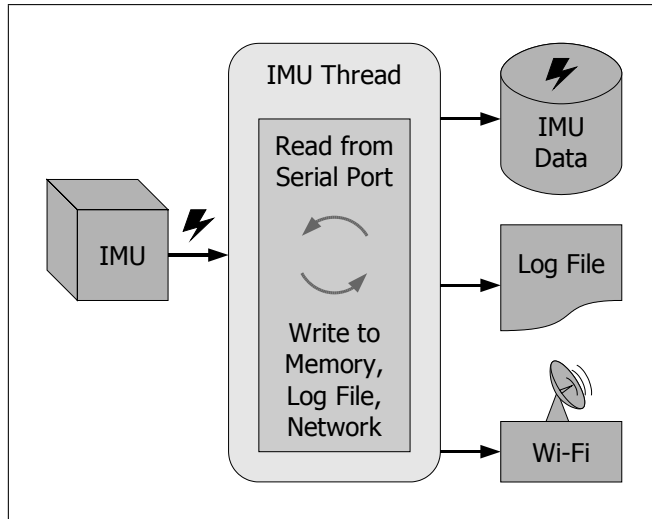 IMU Thread
Read from
Serial Port
Write to
Memory,
Log File,
Network
IMU
IMU
Data
Log File
Wi-Fi